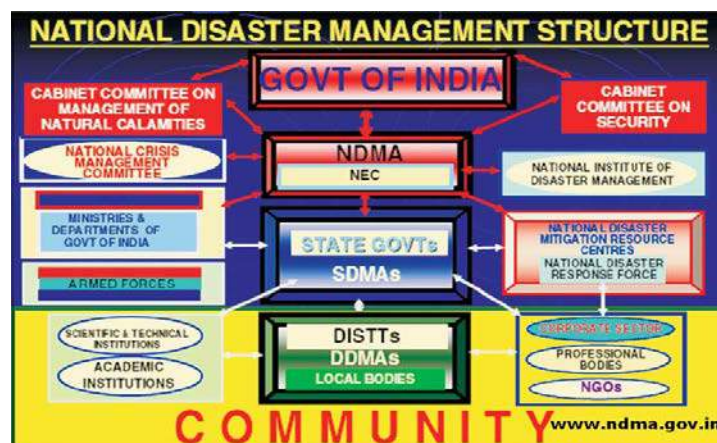 NATIONAL DISASTER MANAGEMENT STRUCTURE
GOVT OF INDIA
CABINET COMMITTEE ON
MANAGEMENT OF
NATURAL CALAMITIES
CABINET
COMMITTEE ON
SECURITY
NATIONAL CRISIS
MANAGEMENT
COMMITTEE
NDMA
NEC
NATIONAL INSTITUTE OF
DISASTER MANAGEMENT
MINISTRIES &
DEPARTMENTS OF
GOVT OF INDIA
STATE GOVTs
SDMAs
NATIONAL DISASTER
MITIGATION RESOURCE
CENTRES
NATIONAL DISASTER
RESPONSE FORCE
ARMED FORCES
SCIENTIFIC & TECHNICAL
INSTITUTIONS
ACADEMIC
INSTITUTIONS
DISTTs
DDMAs
LOCAL BODIES
CORPORATE SECTOR
PROFESSIONAL
BODIES
NGOs
COMMUNITY
www.ndma.gov.in